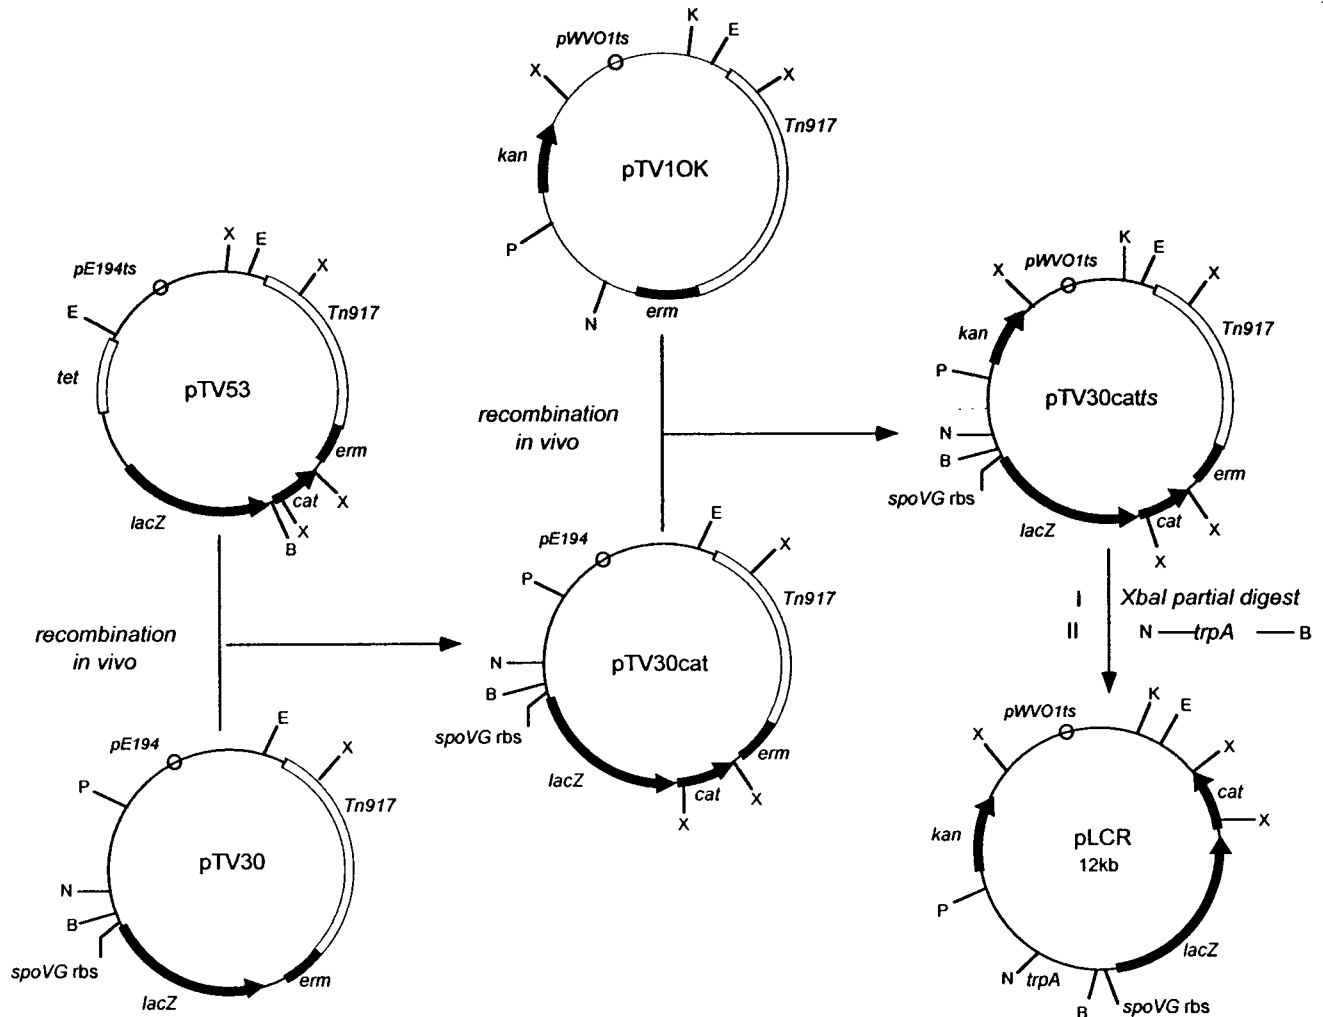 K
E
pWVO1ts
X
X
Tn917
kan
pTV1OK
P
N
erm
X
E
X
pE194ts
Tn917
E
tet
pTV53
erm
cat
X
X
B
lacZ
recombination
in vivo
K
E
pWVO1ts
X
X
Tn917
kan
P
pTV30catts
N
B
spoVG rbs
erm
lacZ
cat
X
X
recombination
in vivo
E
pE194
X
P
Tn917
N
pTV30cat
B
spoVG rbs
erm
lacZ
cat
X
X
E
pE194
X
P
Tn917
pTV30
N
B
spoVG rbs
erm
lacZ
I XbaI partial digest
II N trpA B
K
E
pWVO1ts
X
X
cat
X
kan
pLCR
12kb
P
lacZ
N trpA
B
spoVG rbs